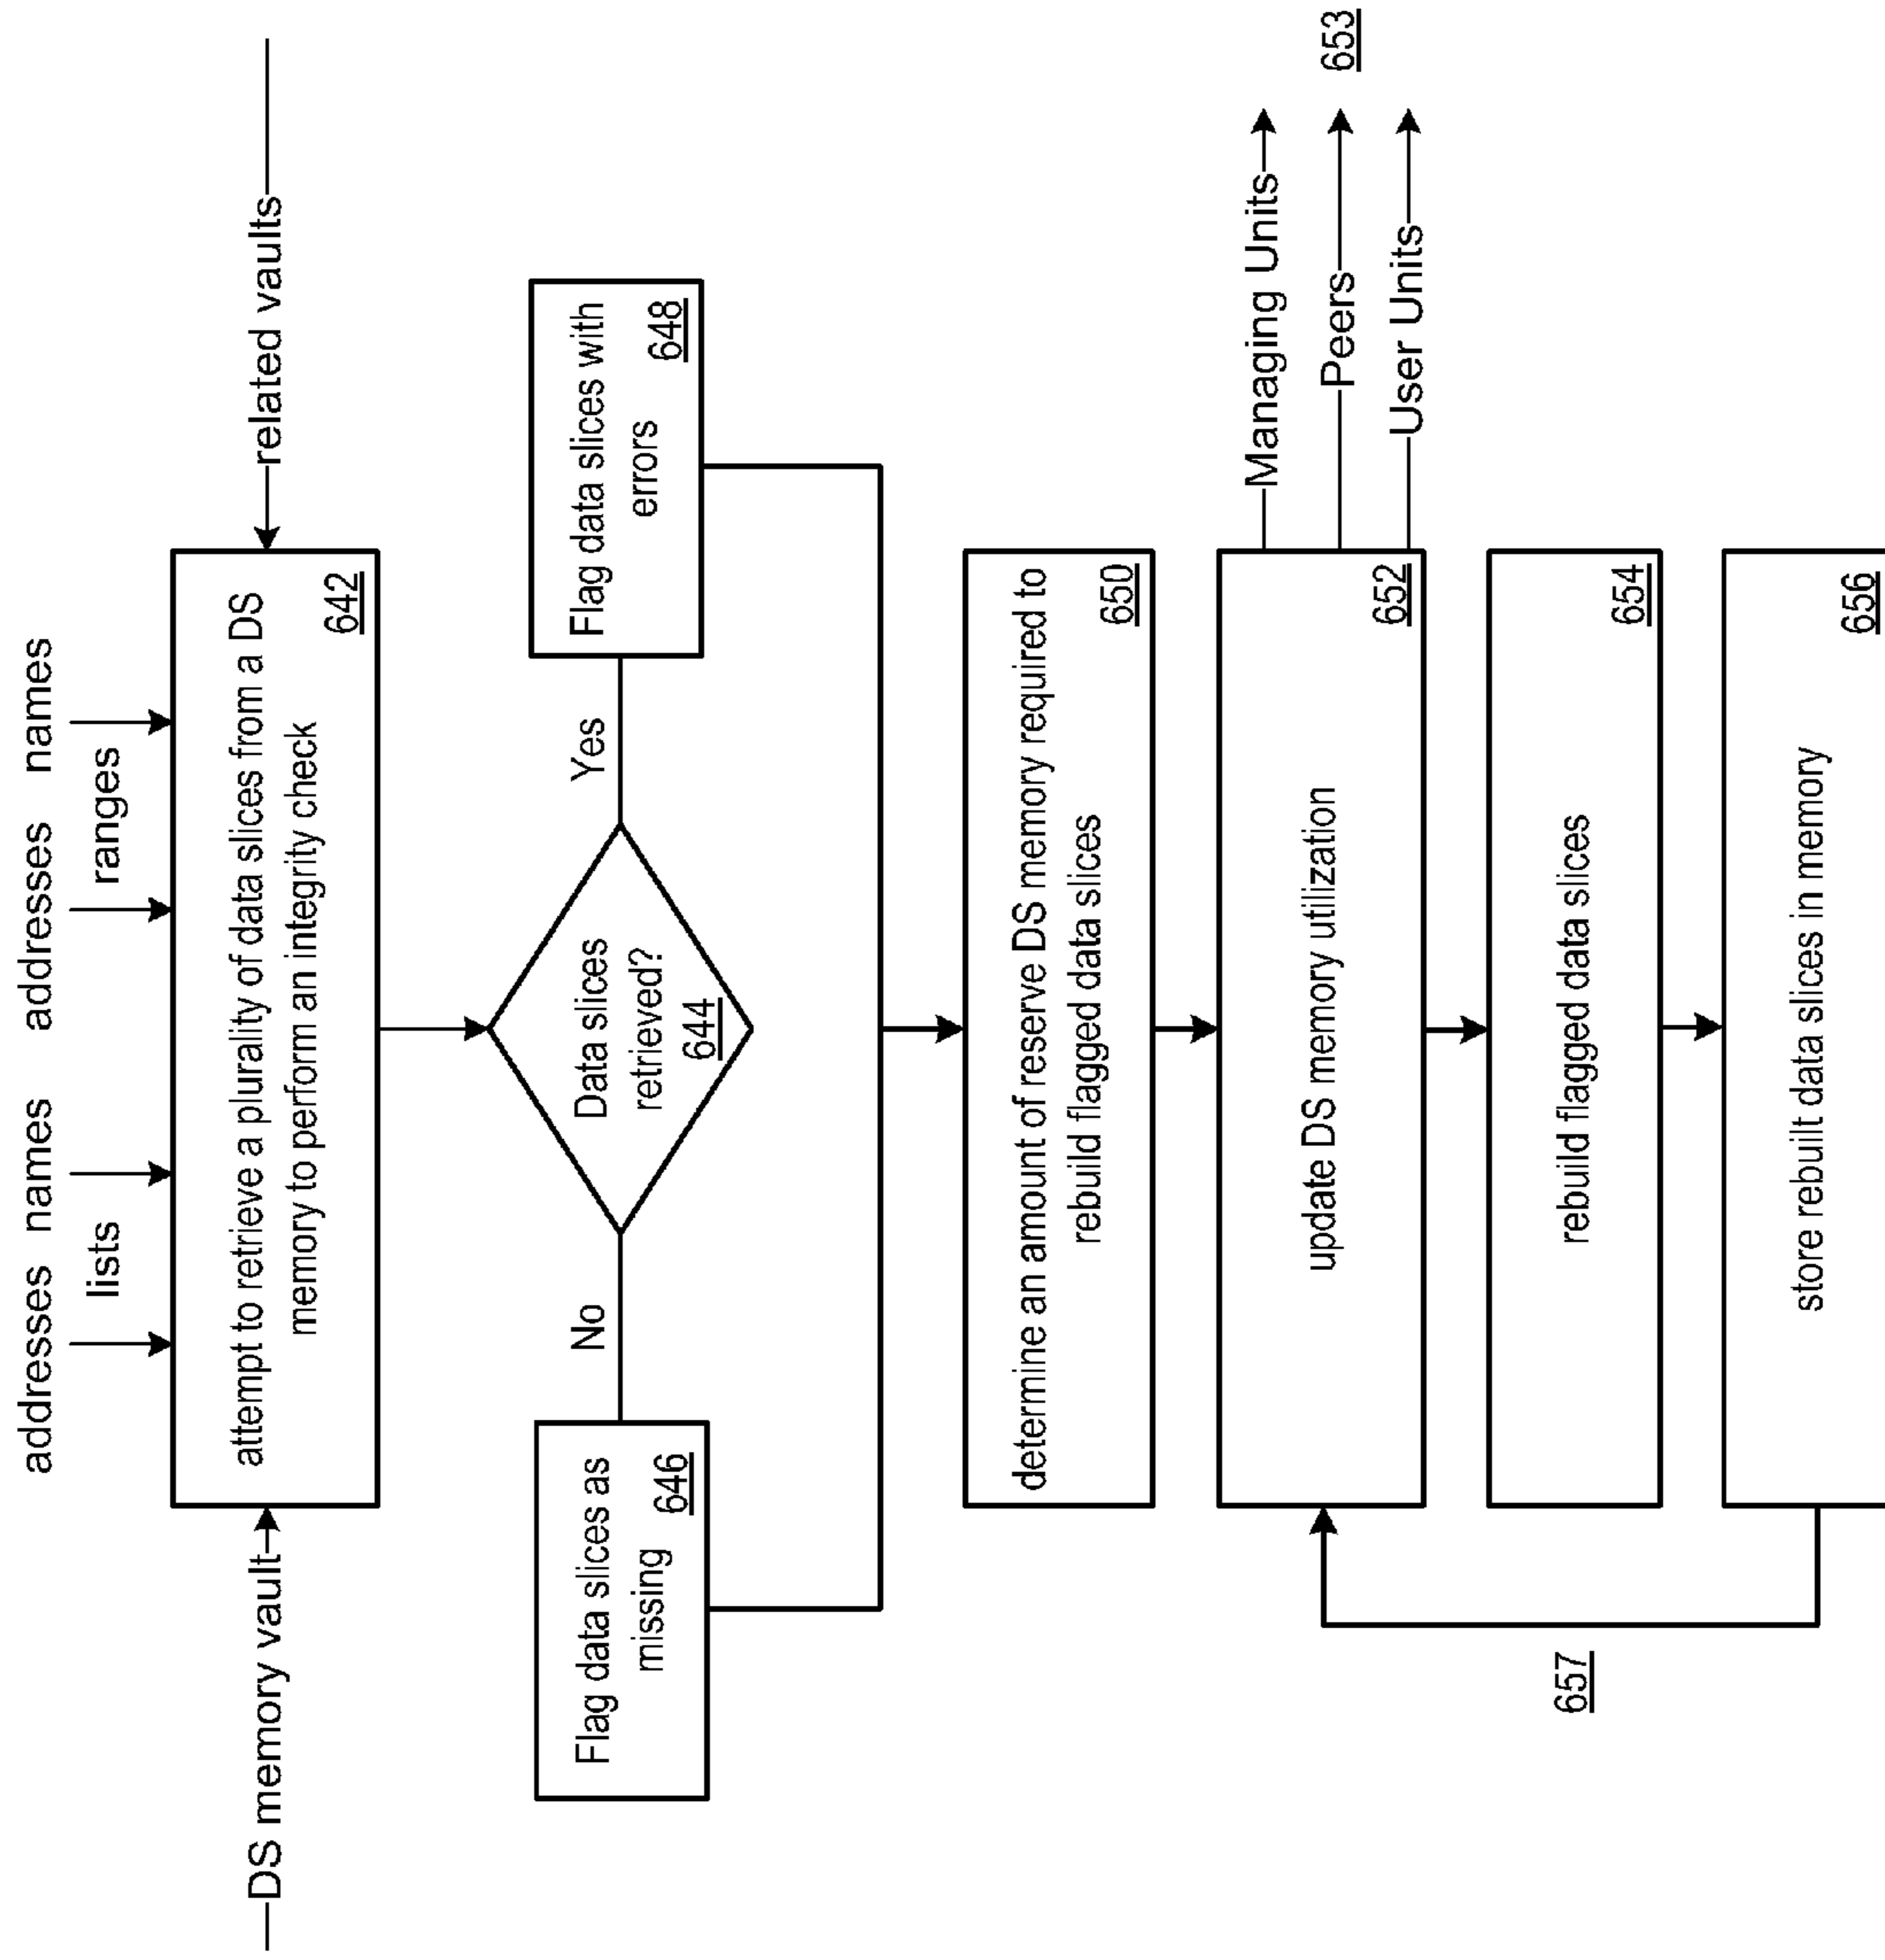 addresses names addresses names
lists ranges
DS memory vault
related vaults
attempt to retrieve a plurality of data slices from a DS
memory to perform an integrity check
642
Data slices
retrieved?
644
No
Yes
Flag data slices as
missing 646
Flag data slices with
errors 648
determine an amount of reserve DS memory required to
rebuild flagged data slices 650
update DS memory utilization
652
Managing Units
Peers 653
User Units
rebuild flagged data slices
654
store rebuilt data slices in memory
656
657